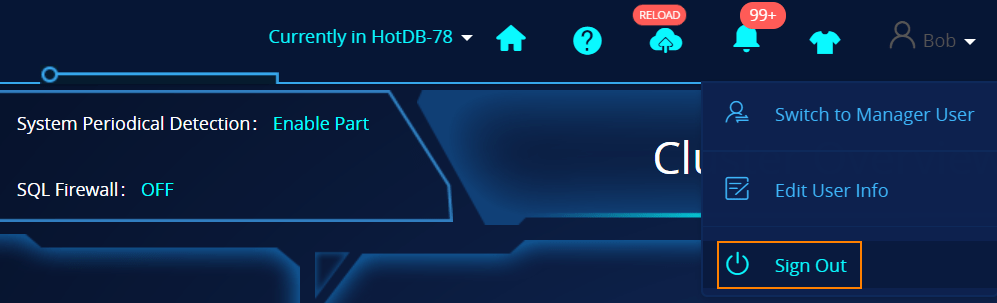 RELOAD
99+
Currently in HotDB-78
Bob
System Periodical Detection: Enable Part
Switch to Manager User
SQL Firewall: OFF
Edit User Info
Sign Out